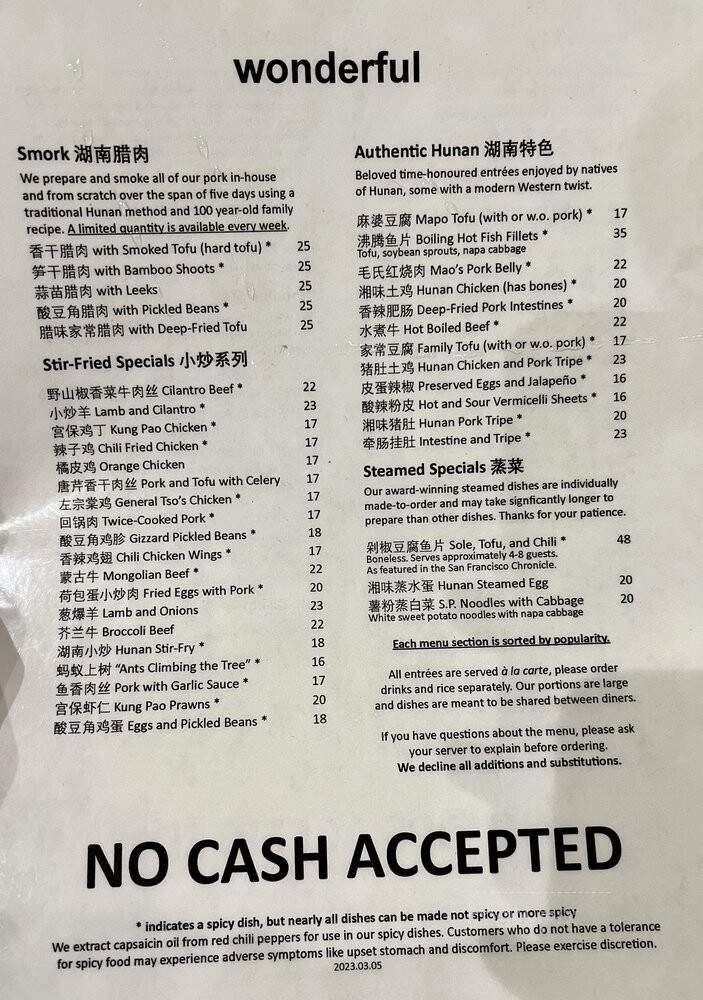 wonderful
Smork 湖南腊肉
We prepare and smoke all of our pork in-house
and from scratch over the span of five days using a
traditional Hunan method and 100 year-old family
recipe. A limited quantity is available every week.
香干腊肉 with Smoked Tofu (hard tofu) * 25
笋干腊肉 with Bamboo Shoots * 25
蒜苗腊肉 with Leeks 25
酸豆角腊肉 with Pickled Beans * 25
腊味家常腊肉 with Deep-Fried Tofu 25
Stir-Fried Specials 小炒系列
野山椒香菜牛肉丝 Cilantro Beef * 22
小炒羊 Lamb and Cilantro * 23
宫保鸡丁 Kung Pao Chicken * 17
辣子鸡 Chili Fried Chicken * 17
橘皮鸡 Orange Chicken 17
唐芹香干肉丝 Pork and Tofu with Celery 17
左宗棠鸡 General Tso's Chicken * 17
回锅肉 Twice-Cooked Pork * 17
酸豆角鸡胗 Gizzard Pickled Beans * 18
香辣鸡翅 Chili Chicken Wings * 17
蒙古牛 Mongolian Beef * 22
荷包蛋小炒肉 Fried Eggs with Pork * 20
葱爆羊 Lamb and Onions 23
芥兰牛 Broccoli Beef 22
湖南小炒 Hunan Stir-Fry * 18
蚂蚁上树 “Ants Climbing the Tree” * 16
鱼香肉丝 Pork with Garlic Sauce * 17
宫保虾仁 Kung Pao Prawns * 20
酸豆角鸡蛋 Eggs and Pickled Beans * 18
Authentic Hunan 湖南特色
Beloved time-honoured entrées enjoyed by natives
of Hunan, some with a modern Western twist.
麻婆豆腐 Mapo Tofu (with or w.o. pork) * 17
沸腾鱼片 Boiling Hot Fish Fillets * 35
Tofu, soybean sprouts, napa cabbage
毛氏红烧肉 Mao's Pork Belly * 22
湘味土鸡 Hunan Chicken (has bones) * 20
香辣肥肠 Deep-Fried Pork Intestines * 20
水煮牛 Hot Boiled Beef * 22
家常豆腐 Family Tofu (with or w.o. pork) * 17
猪肚土鸡 Hunan Chicken and Pork Tripe * 23
皮蛋辣椒 Preserved Eggs and Jalapeño * 16
酸辣粉皮 Hot and Sour Vermicelli Sheets * 16
湘味猪肚 Hunan Pork Tripe * 20
牵肠挂肚 Intestine and Tripe * 23
Steamed Specials 蒸菜
Our award-winning steamed dishes are individually
made-to-order and may take signficantly longer to
prepare than other dishes. Thanks for your patience.
剁椒豆腐鱼片 Sole, Tofu, and Chili * 48
Boneless. Serves approximately 4-8 guests.
As featured in the San Francisco Chronicle.
湘味蒸水蛋 Hunan Steamed Egg 20
薯粉蒸白菜 S.P. Noodles with Cabbage 20
White sweet potato noodles with napa cabbage
Each menu section is sorted by popularity.
All entrées are served à la carte, please order
drinks and rice separately. Our portions are large
and dishes are meant to be shared between diners.
If you have questions about the menu, please ask
your server to explain before ordering.
We decline all additions and substitutions.
NO CASH ACCEPTED
* indicates a spicy dish, but nearly all dishes can be made not spicy or more spicy
We extract capsaicin oil from red chili peppers for use in our spicy dishes. Customers who do not have a tolerance
for spicy food may experience adverse symptoms like upset stomach and discomfort. Please exercise discretion.
2023.03.05